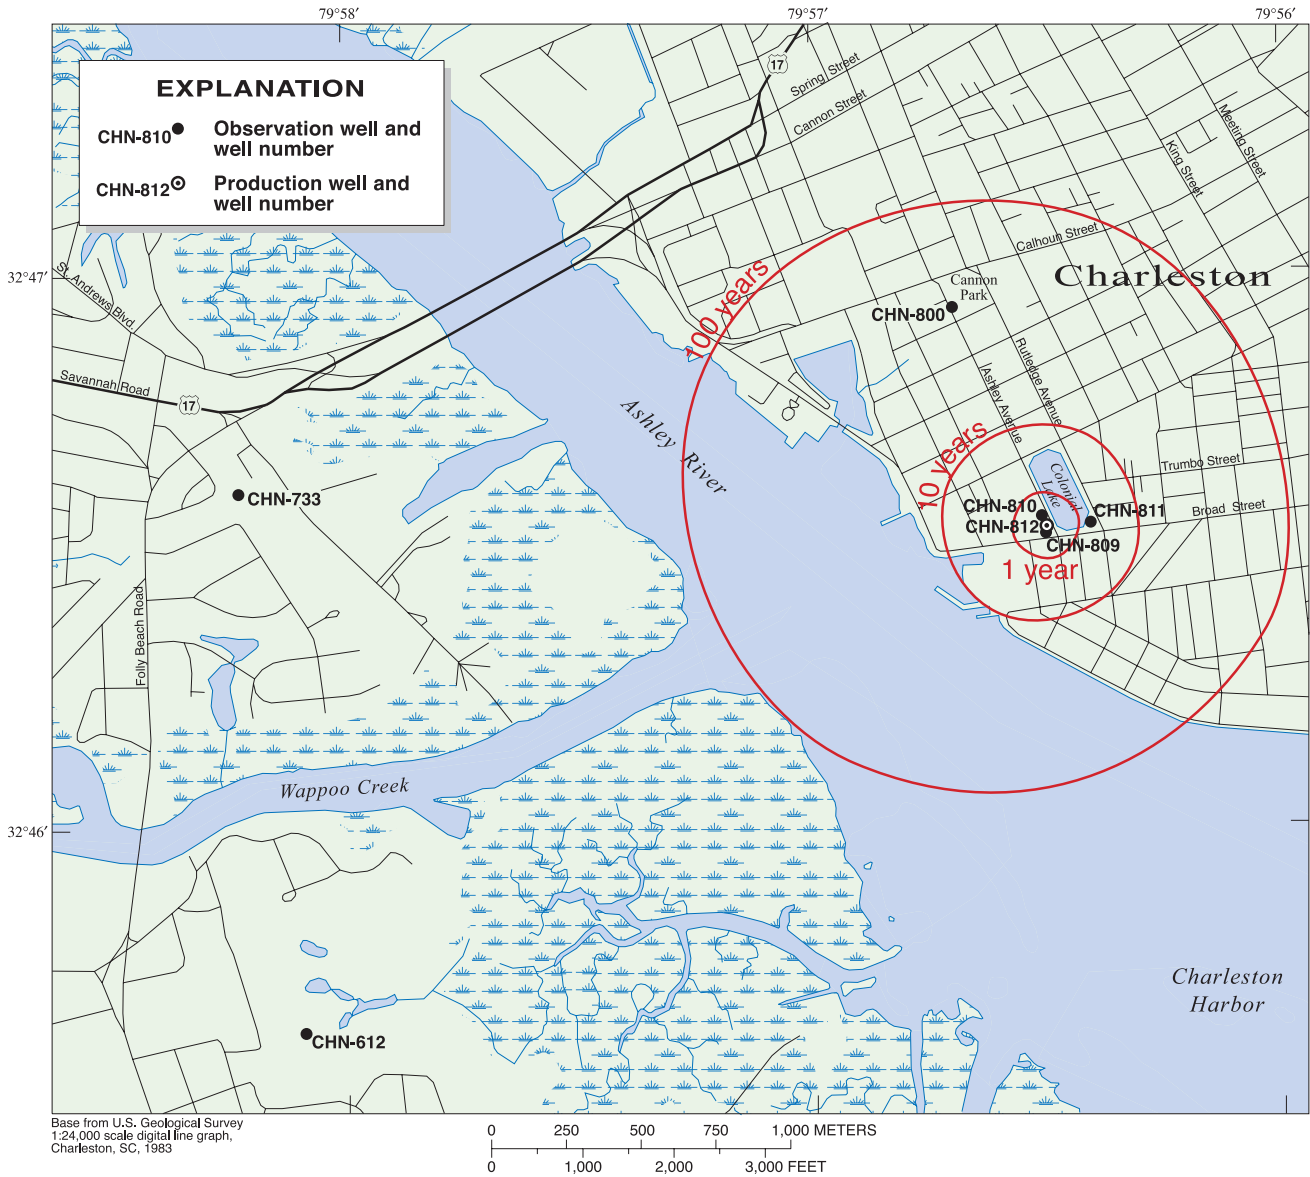 79°58′
79°57′
79°56′
EXPLANATION
CHN-810
Observation well and
well number
CHN-812
Production well and
well number
17
Spring Street
Cannon Street
Meeting Street
King Street
Calhoun Street
32°47′
St. Andrews Blvd.
Charleston
Cannon
Park
CHN-800
100 years
Rutledge Avenue
Ashley Avenue
Savannah Road
17
Ashley River
10 years
Trumbo Street
Broad Street
Colonial
Lake
CHN-733
CHN-810
CHN-811
CHN-812
CHN-809
1 year
Folly Beach Road
Wappoo Creek
32°46′
Charleston
Harbor
CHN-612
Base from U.S. Geological Survey
1:24,000 scale digital line graph,
Charleston, SC, 1983
0 250 500 750 1,000 METERS
0 1,000 2,000 3,000 FEET